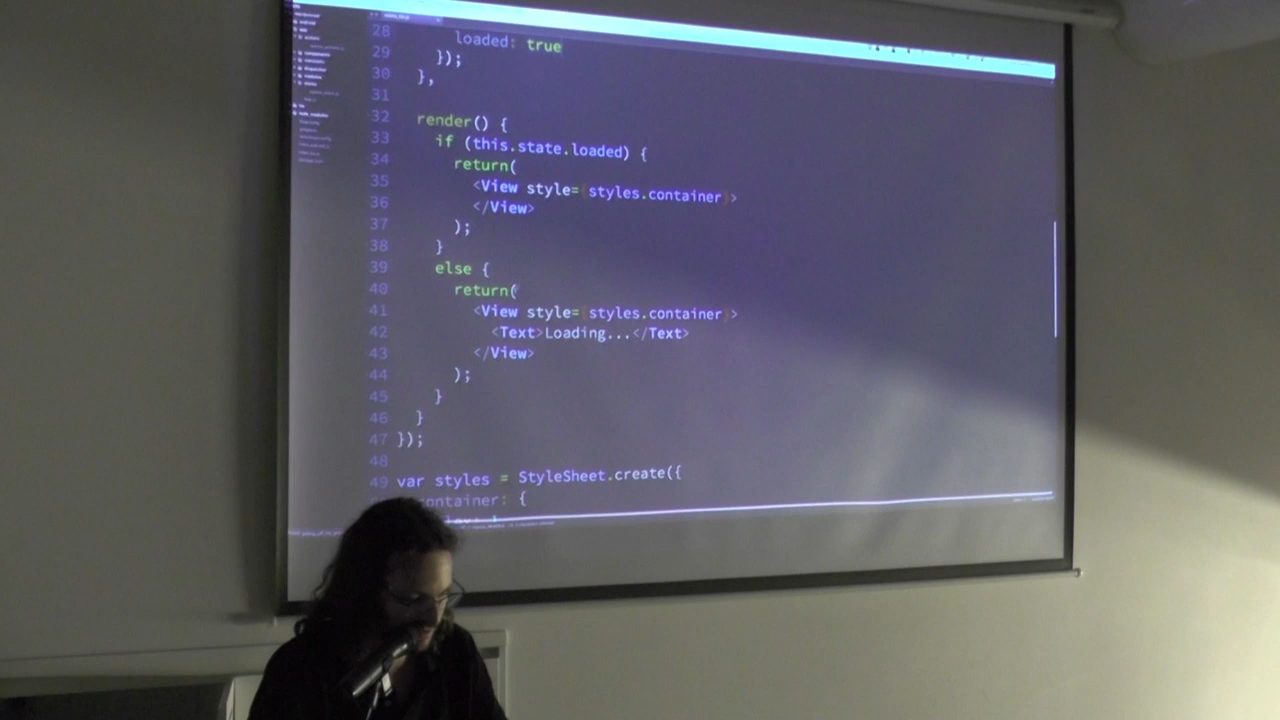 28 loaded: true
29 });
30 },
31
32 render() {
33 if (this.state.loaded) {
34 return(
35 <View style={styles.container}>
36 </View>
37 );
38 }
39 else {
40 return(
41 <View style={styles.container}>
42 <Text>Loading...</Text>
43 </View>
44 );
45 }
46 }
47 });
48
49 var styles = StyleSheet.create({
container: {